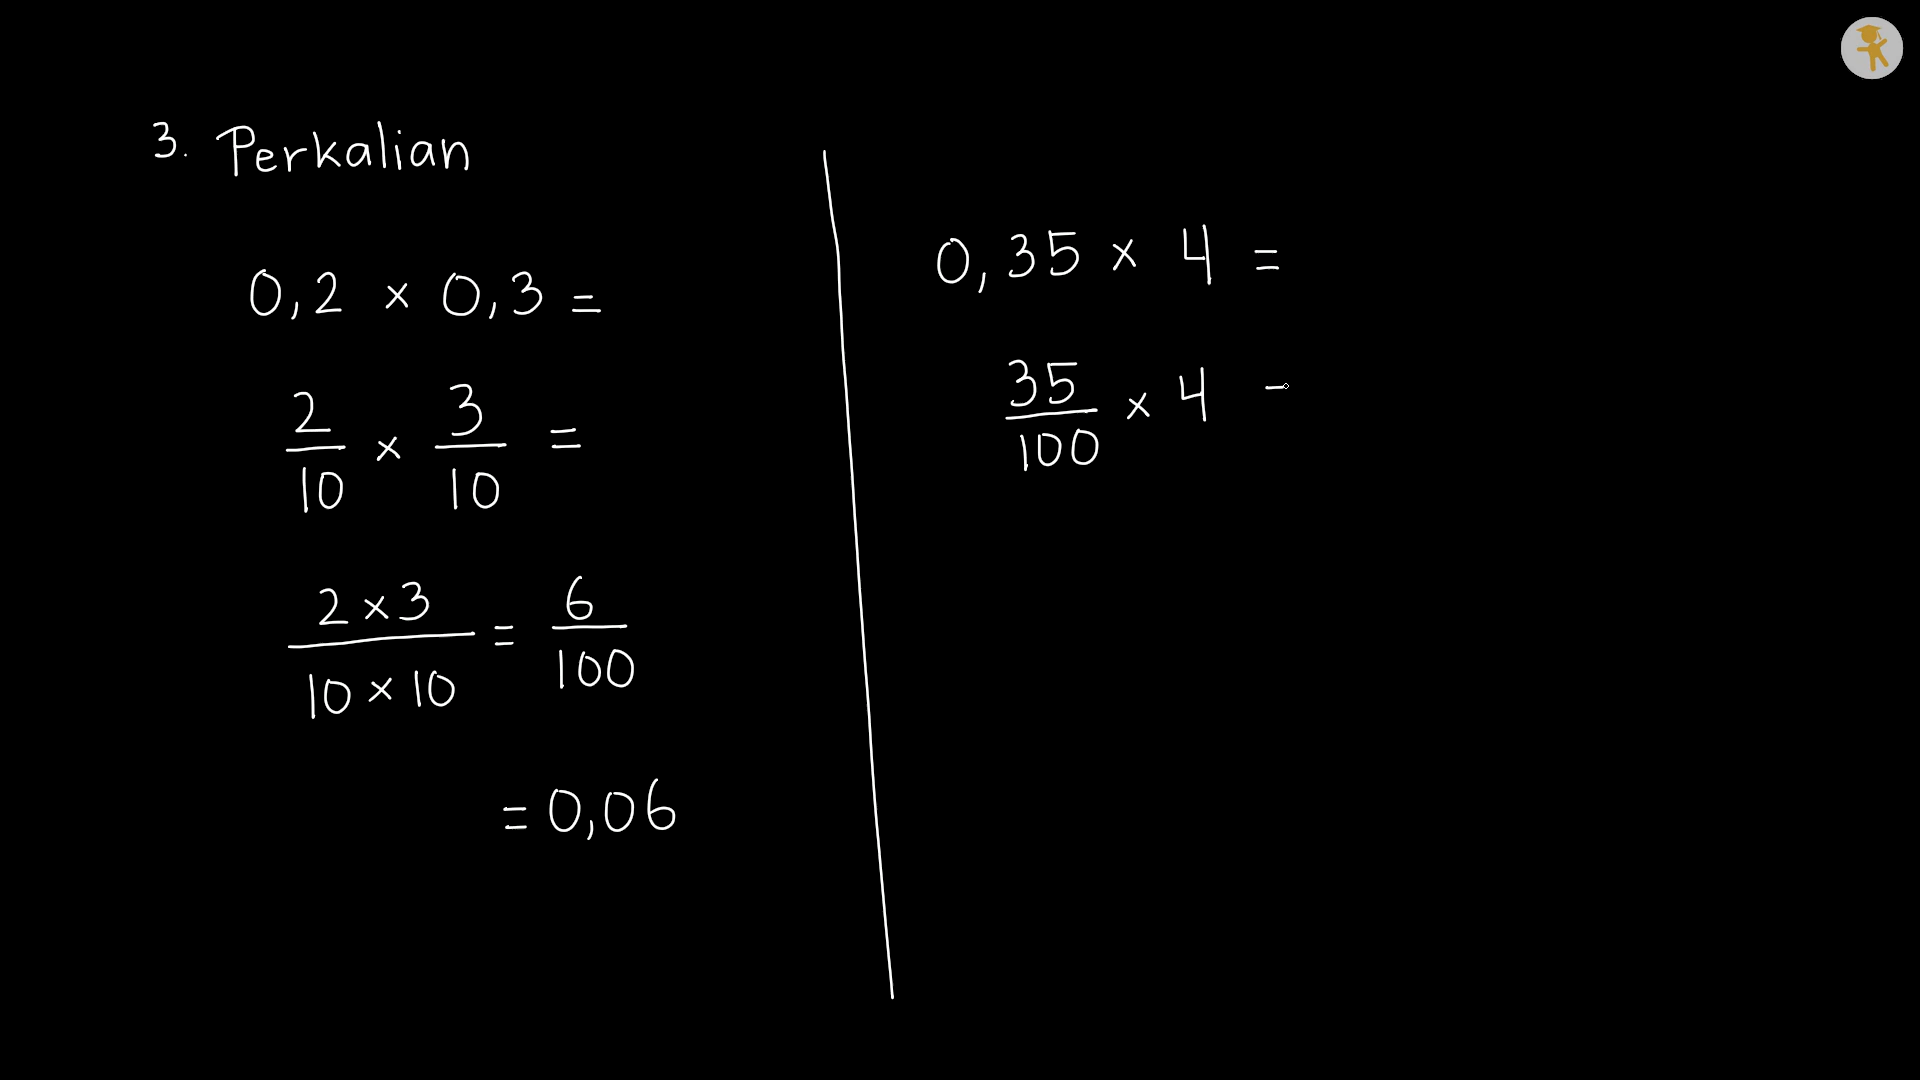 3. Perkalian
0,2 × 0,3 =
2/10 × 3/10 =
2 × 3 / 10 × 10 = 6/100
= 0,06
0,35 × 4 =
35/100 × 4 -